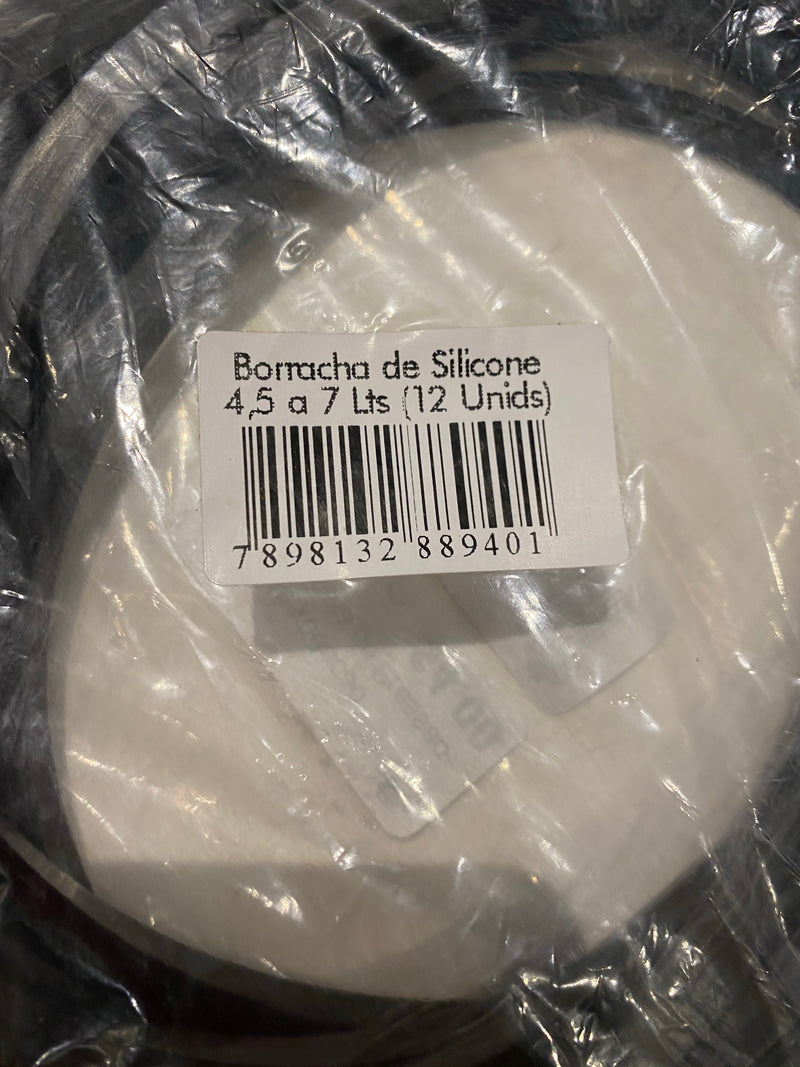 Borracha de Silicone
4,5 a 7 Lts (12 Unids)
7 898132 889401